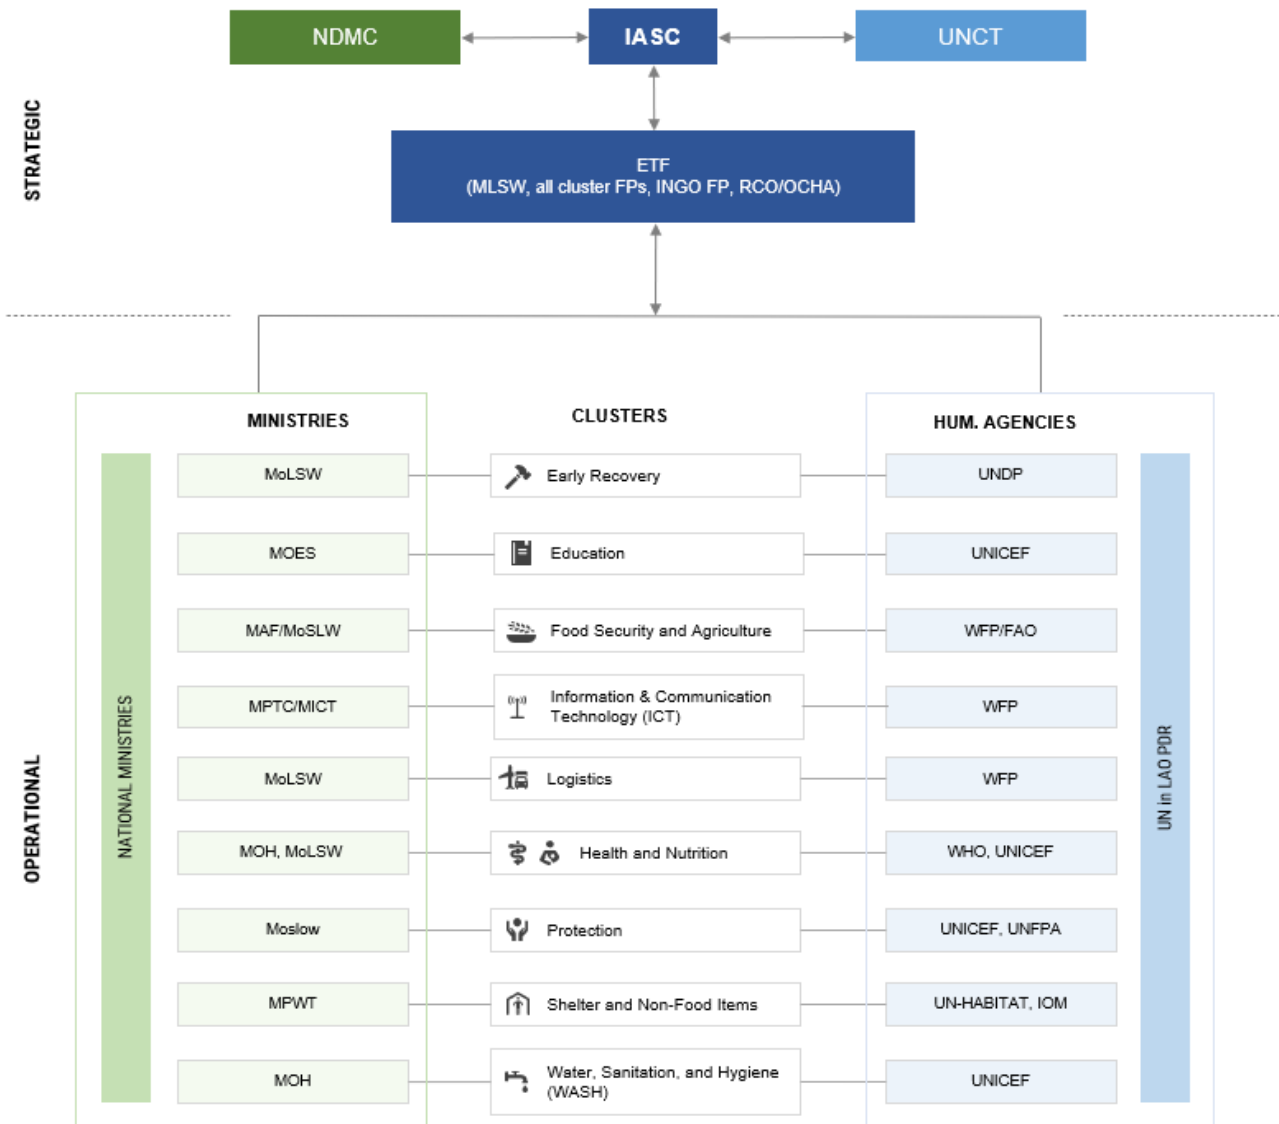 NDMC
IASC
UNCT
STRATEGIC
ETF
(MLSW, all cluster FPs, INGO FP, RCO/OCHA)
MINISTRIES
CLUSTERS
HUM. AGENCIES
OPERATIONAL
NATIONAL MINISTRIES
UN in LAO PDR
MoLSW
Early Recovery
UNDP
MOES
Education
UNICEF
MAF/MoSLW
Food Security and Agriculture
WFP/FAO
MPTC/MICT
Information & Communication
Technology (ICT)
WFP
MoLSW
Logistics
WFP
MOH, MoLSW
Health and Nutrition
WHO, UNICEF
Moslow
Protection
UNICEF, UNFPA
MPWT
Shelter and Non-Food Items
UN-HABITAT, IOM
MOH
Water, Sanitation, and Hygiene
(WASH)
UNICEF